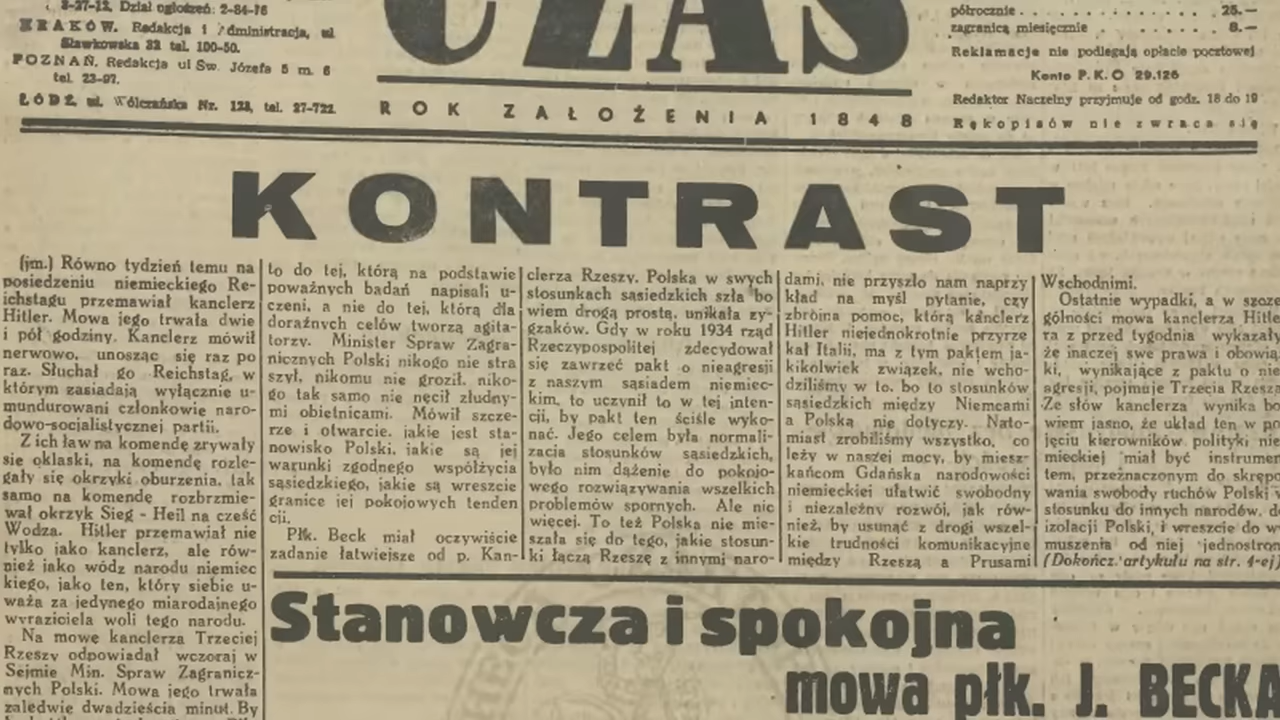 8-27-12, Dział ogłoszeń: 2-84-76
KRAKÓW. Redakcja i Administracja, ul
Sławkowska 32 tel. 100-50.
POZNAŃ, Redakcja ul Św. Józefa 5 m. 6
tel. 23-97.
ŁÓDŹ, ul. Wólczańska Nr. 128, tel. 27-722.
CZAS
ROK ZAŁOŻENIA 1848
półrocznie . . . . . . . . . . . 25.—
zagranicą miesięcznie . . . . . . 8.—
Reklamacje nie podlegają opłacie pocztowej
Konto P.K.O 29.126
Redaktor Naczelny przyjmuje od godz. 18 do 19
Rękopisów nie zwraca się
KONTRAST
(jm.) Równo tydzień temu na
posiedzeniu niemieckiego Re-
ichstagu przemawiał kanclerz
Hitler. Mowa jego trwała dwie
i pół godziny. Kanclerz mówił
nerwowo, unosząc się raz po
raz. Słuchał go Reichstag, w
którym zasiadają wyłącznie u-
mundurowani członkowie naro-
dowo-socjalistycznej partii.
Z ich ław na komendę zrywały
się oklaski, na komendę rozle-
gały się okrzyki oburzenia, tak
samo na komendę rozbrzmie-
wał okrzyk Sieg - Heil na cześć
Wodza. Hitler przemawiał nie
tylko jako kanclerz, ale rów-
nież jako wódz narodu niemiec
kiego, jako ten, który siebie u-
waża za jedynego miarodajnego
wyraziciela woli tego narodu.
Na mowę kanclerza Trzeciej
Rzeszy odpowiadał wczoraj w
Sejmie Min. Spraw Zagranicz-
nych Polski. Mowa jego trwała
zaledwie dwadzieścia minut. By
to do tej, którą na podstawie
poważnych badań napisali u-
czeni, a nie do tej, którą dla
doraźnych celów tworzą agita-
torzy. Minister Spraw Zagra-
nicznych Polski nikogo nie stra
szył, nikomu nie groził, niko-
go tak samo nie nęcił złudny-
mi obietnicami. Mówił szcze-
rze i otwarcie, jakie jest sta-
nowisko Polski, jakie są jej
warunki zgodnego współżycia
sąsiedzkiego, jakie są wreszcie
granice jej pokojowych tenden
cji.
Płk. Beck miał oczywiście
zadanie łatwiejsze od p. Kan-
clerza Rzeszy. Polska w swych
stosunkach sąsiedzkich szła bo
wiem drogą prostą, unikała zy-
gzaków. Gdy w roku 1934 rząd
Rzeczypospolitej zdecydował
się zawrzeć pakt o nieagresji
z naszym sąsiadem niemiec-
kim, to uczynił to w tej inten-
cji, by pakt ten ściśle wyko-
nać. Jego celem była normali-
zacja stosunków sąsiedzkich,
było nim dążenie do pokojo-
wego rozwiązywania wszelkich
problemów spornych. Ale nic
więcej. To też Polska nie mie-
szała się do tego, jakie stosun-
ki łączą Rzeszę z innymi naro-
dami, nie przyszło nam naprzy
kład na myśl pytanie, czy
zbrojna pomoc, którą kanclerz
Hitler niejednokrotnie przyrze
kał Italii, ma z tym paktem ja-
kikolwiek związek, nie wcho-
dziliśmy w to, bo to stosunków
sąsiedzkich między Niemcami
a Polską nie dotyczy. Nato-
miast zrobiliśmy wszystko, co
leży w naszej mocy, by miesz-
kańcom Gdańska narodowości
niemieckiej ułatwić swobodny
i niezależny rozwój, jak rów-
nież, by usunąć z drogi wszel-
kie trudności komunikacyjne
między Rzeszą a Prusami
Wschodnimi.
Ostatnie wypadki, a w szcze
gólności mowa kanclerza Hitle
ra z przed tygodnia wykazały
że inaczej swe prawa i obowią
ki, wynikające z paktu o nie
agresji, pojmuje Trzecia Rzesza
Ze słów kanclerza wynika bo
wiem jasno, że układ ten w po
jęciu kierowników polityki nie
mieckiej miał być instrumen
tem, przeznaczonym do skrępo
wania swobody ruchów Polski w
stosunku do innych narodów, do
izolacji Polski, i wreszcie do w
muszenia od niej jednostron
(Dokończ. artykułu na str. 4-ej)
Stanowcza i spokojna
mowa płk. J. BECKA